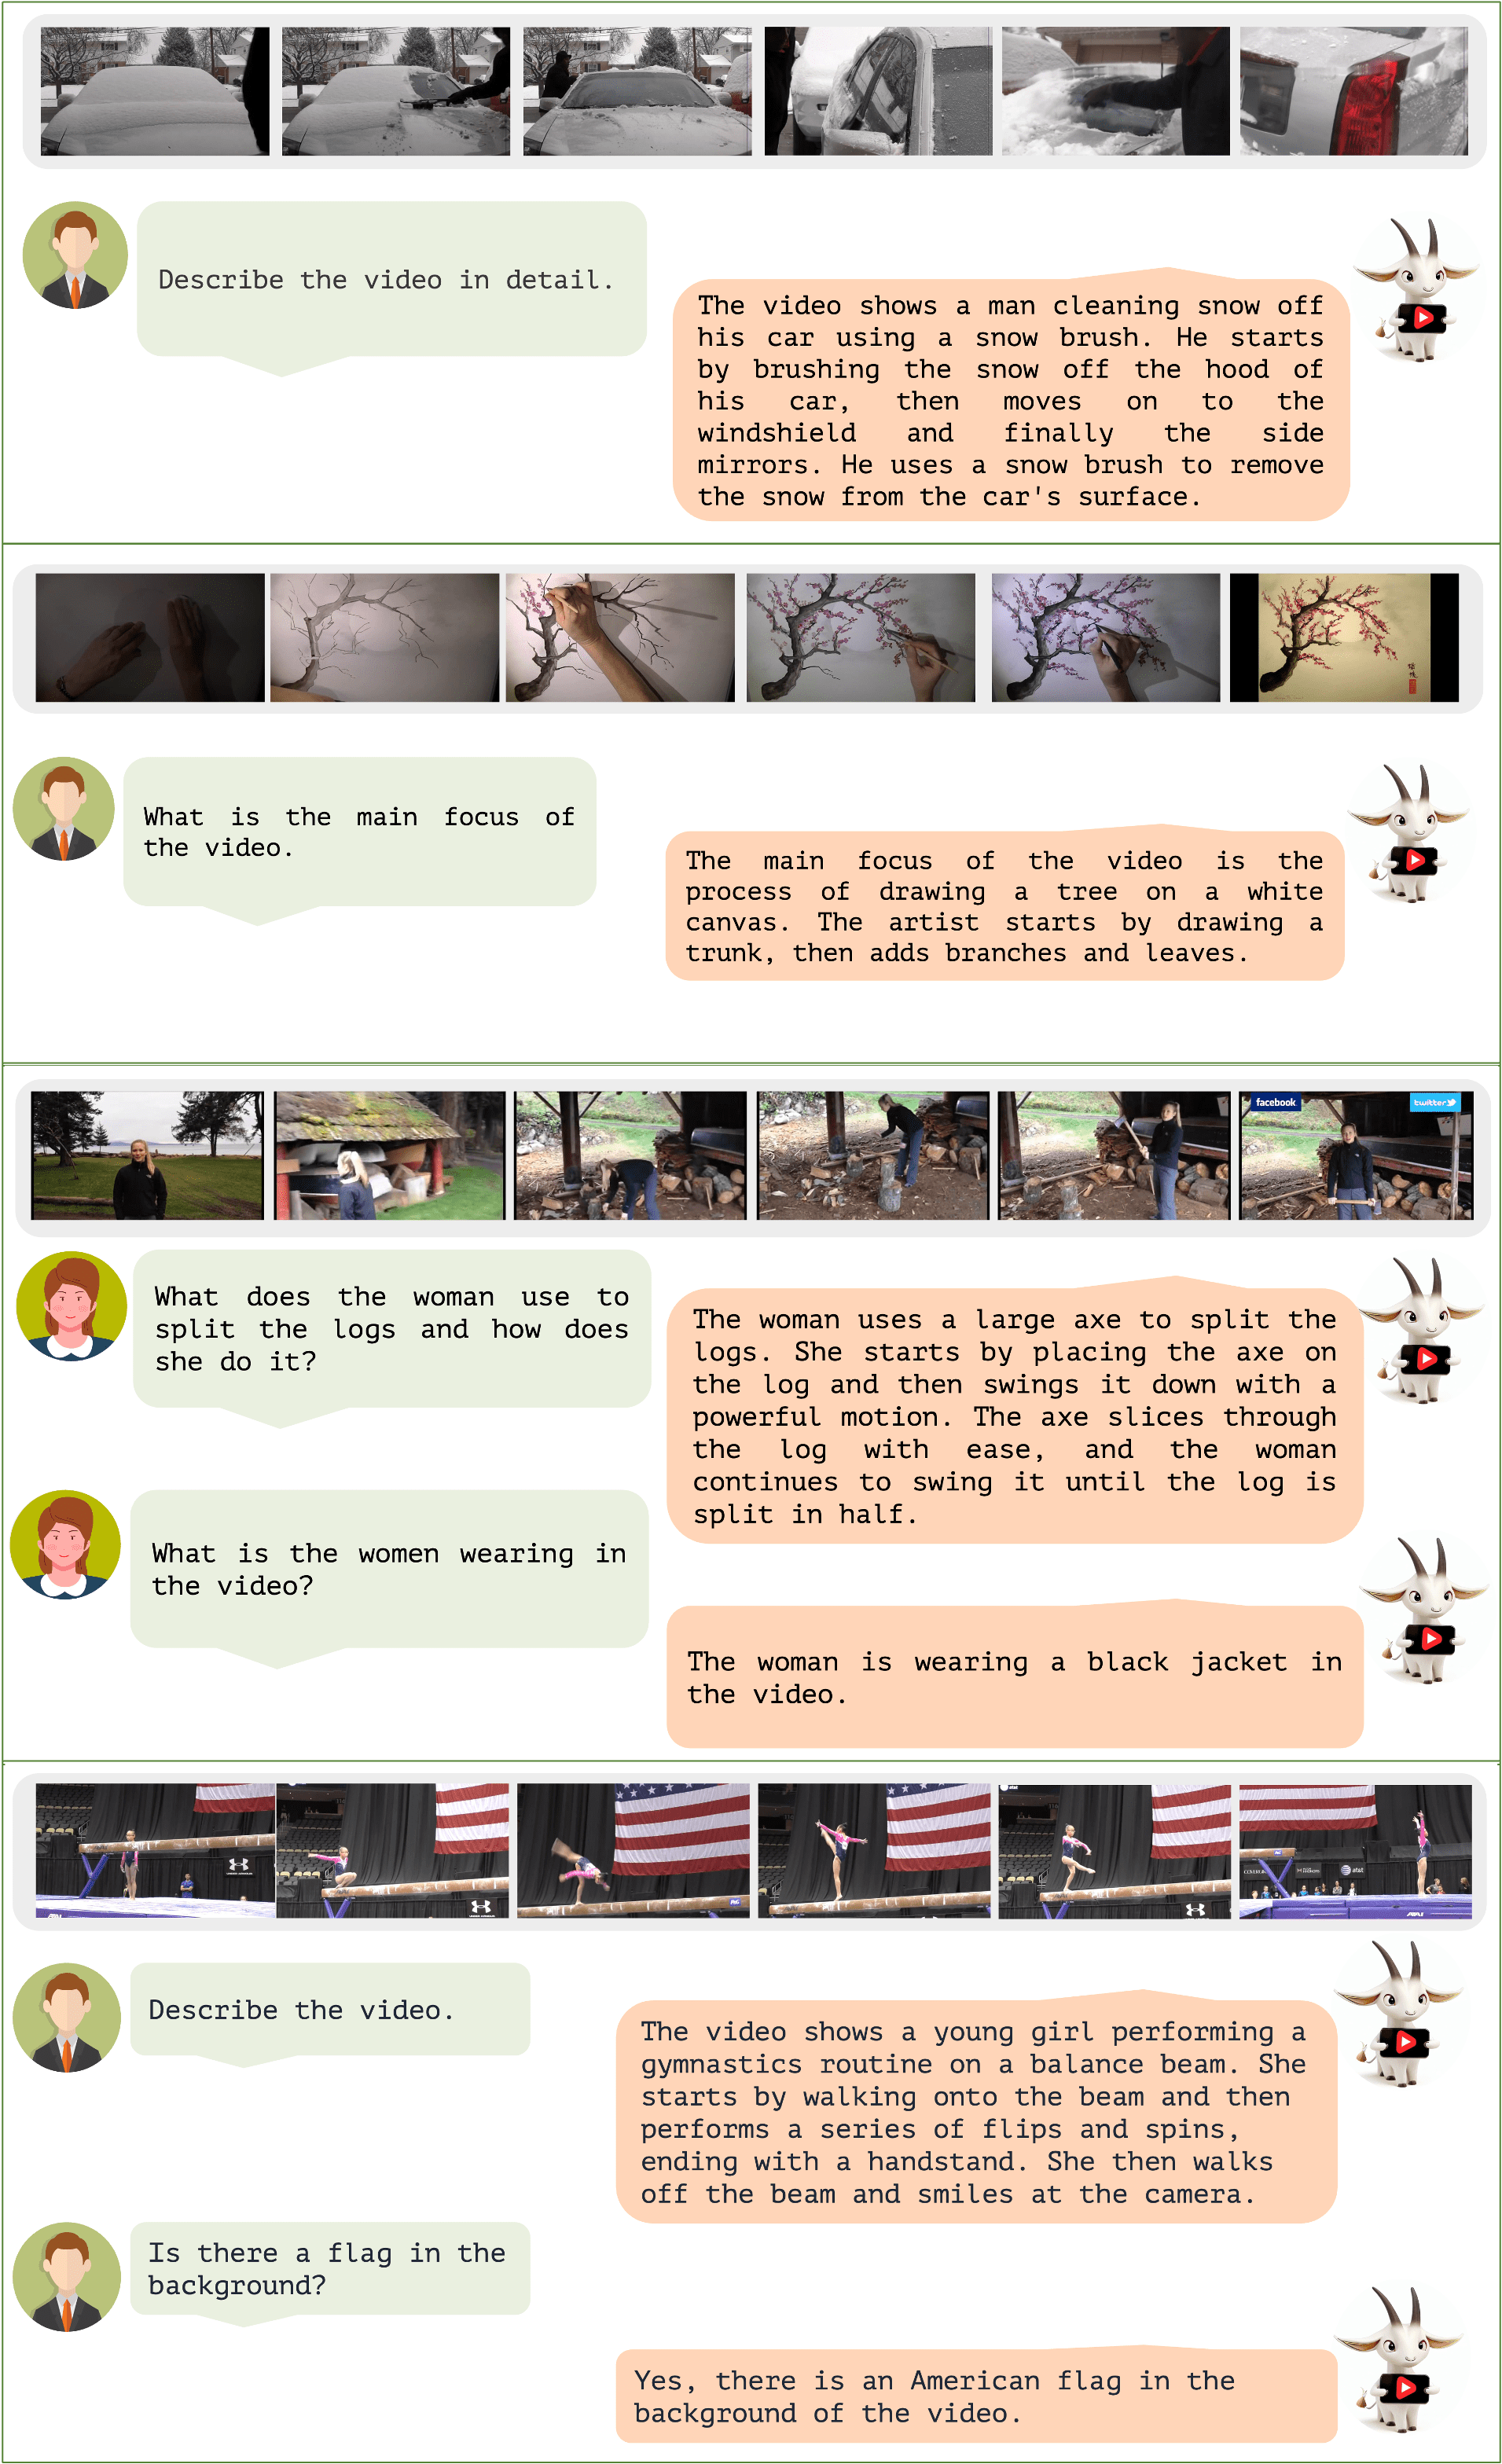 Describe the video in detail.
The video shows a man cleaning snow off
his car using a snow brush. He starts
by brushing the snow off the hood of
his car, then moves on to the
windshield and finally the side
mirrors. He uses a snow brush to remove
the snow from the car's surface.
What is the main focus of
the video.
The main focus of the video is the
process of drawing a tree on a white
canvas. The artist starts by drawing a
trunk, then adds branches and leaves.
facebook
twitter
What does the woman use to
split the logs and how does
she do it?
The woman uses a large axe to split the
logs. She starts by placing the axe on
the log and then swings it down with a
powerful motion. The axe slices through
the log with ease, and the woman
continues to swing it until the log is
split in half.
What is the women wearing in
the video?
The woman is wearing a black jacket in
the video.
at&t
Describe the video.
The video shows a young girl performing a
gymnastics routine on a balance beam. She
starts by walking onto the beam and then
performs a series of flips and spins,
ending with a handstand. She then walks
off the beam and smiles at the camera.
Is there a flag in the
background?
Yes, there is an American flag in the
background of the video.